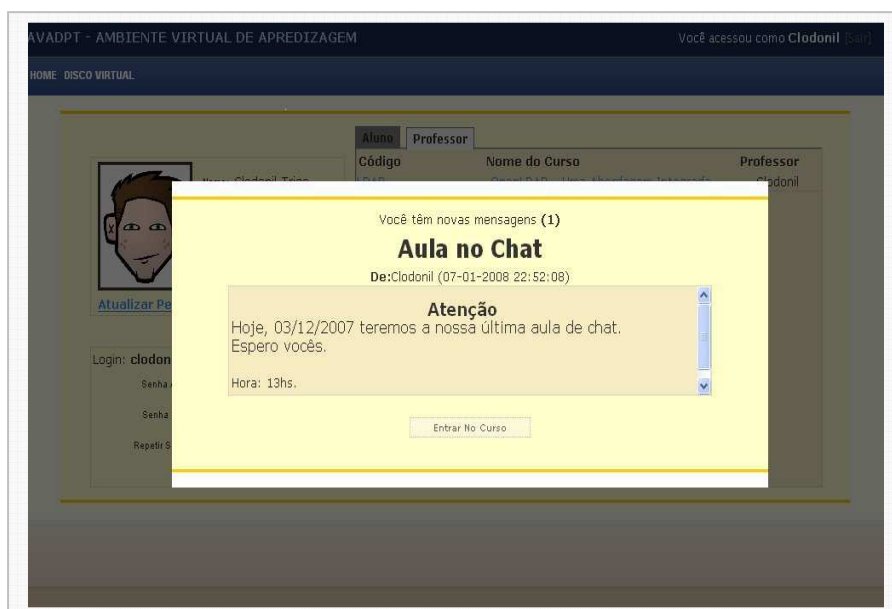 AVADPT - AMBIENTE VIRTUAL DE APREDIZAGEM
Você acessou como Clodonil [Sair]
HOME DISCO VIRTUAL
Aluno Professor
Código Nome do Curso Professor
Clodonil
Você têm novas mensagens (1)
Aula no Chat
De:Clodonil (07-01-2008 22:52:08)
Atenção
Hoje, 03/12/2007 teremos a nossa última aula de chat.
Espero vocês.
Hora: 13hs.
Entrar No Curso
Atualizar Pe
Login: clodon
Senha
Senha
Repetir S